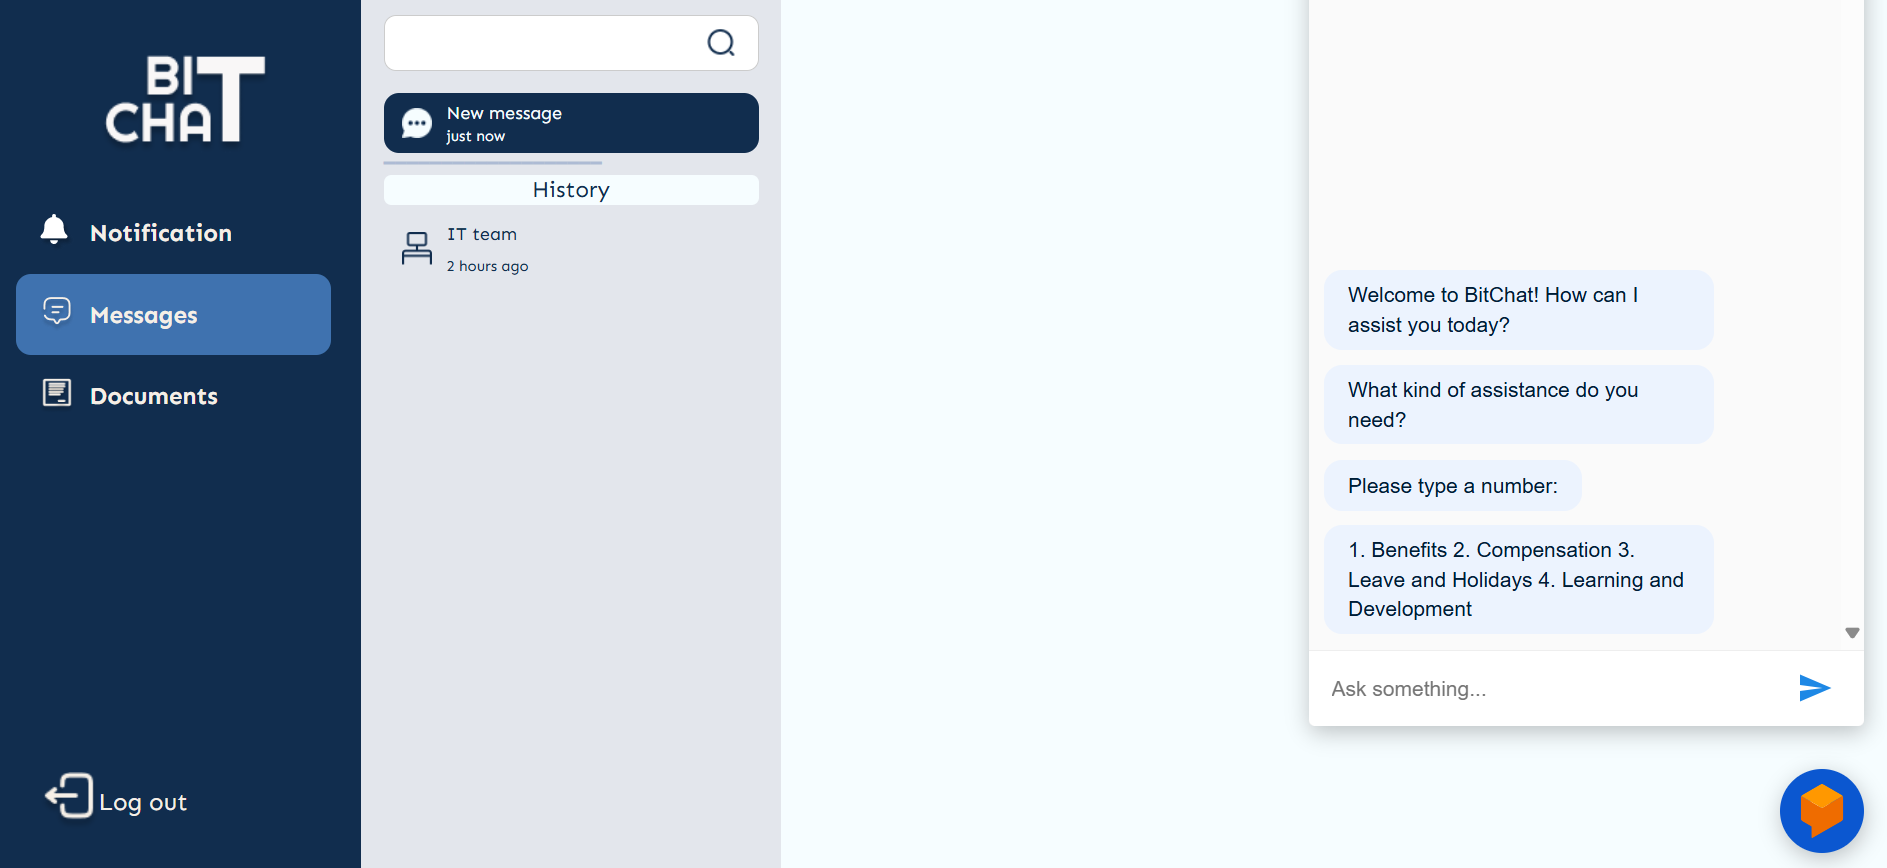 BIT
CHAT
Notification
Messages
Documents
Log out
New message
just now
History
IT team
2 hours ago
Welcome to BitChat! How can I
assist you today?
What kind of assistance do you
need?
Please type a number:
1. Benefits 2. Compensation 3.
Leave and Holidays 4. Learning and
Development
Ask something...